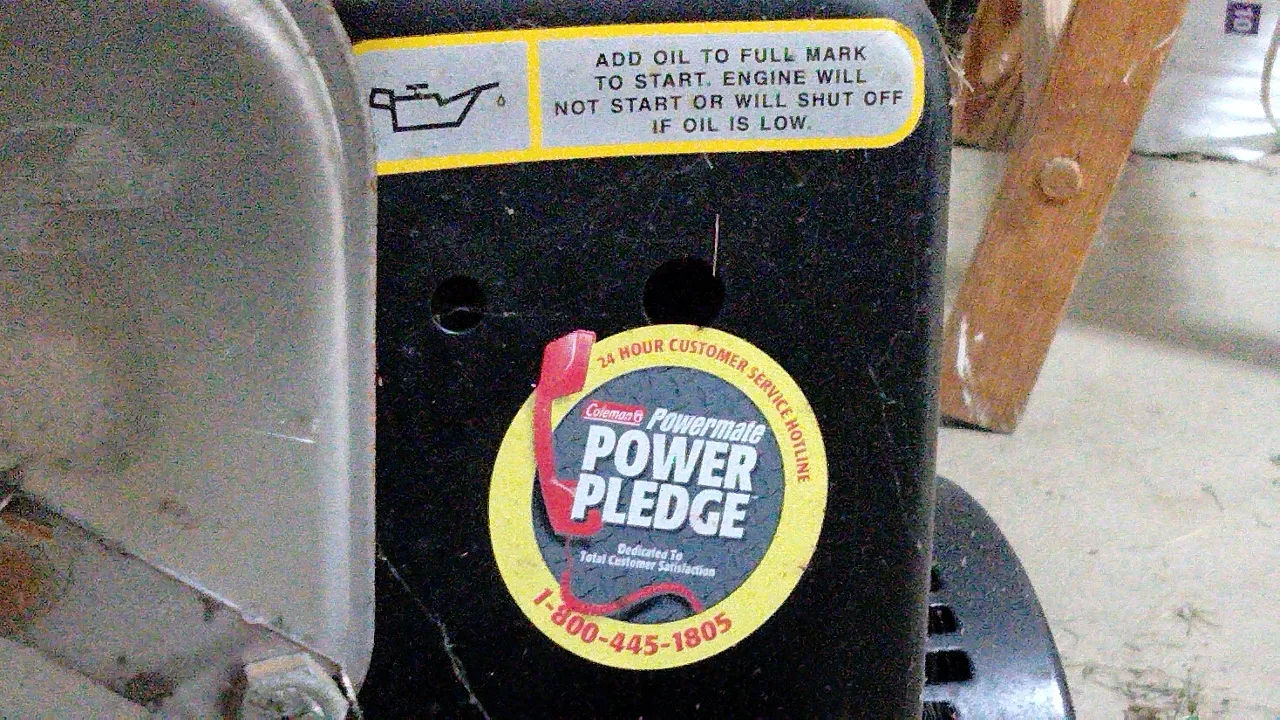 ADD OIL TO FULL MARK
TO START. ENGINE WILL
NOT START OR WILL SHUT OFF
IF OIL IS LOW.
24 HOUR CUSTOMER SERVICE HOTLINE
Coleman
Powermate
POWER
PLEDGE
Dedicated To
Total Customer Satisfaction
1-800-445-1805